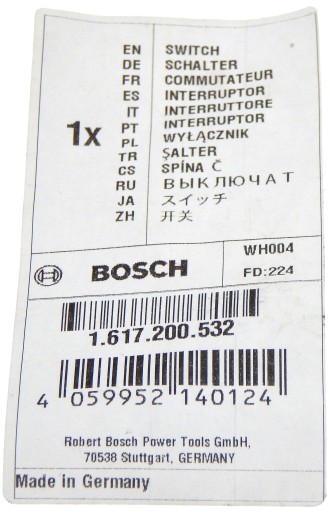 EN SWITCH
DE SCHALTER
FR COMMUTATEUR
ES INTERRUPTOR
IT INTERRUTTORE
1x PT INTERRUPTOR
PL WYŁĄCZNIK
TR ŞALTER
CS SPÍNA Č
RU ВЫКЛЮЧАТ
JA スイッチ
ZH 开关
BOSCH
WH004
FD:224
1.617.200.532
4 059952 140124
Robert Bosch Power Tools GmbH,
70538 Stuttgart, GERMANY
Made in Germany